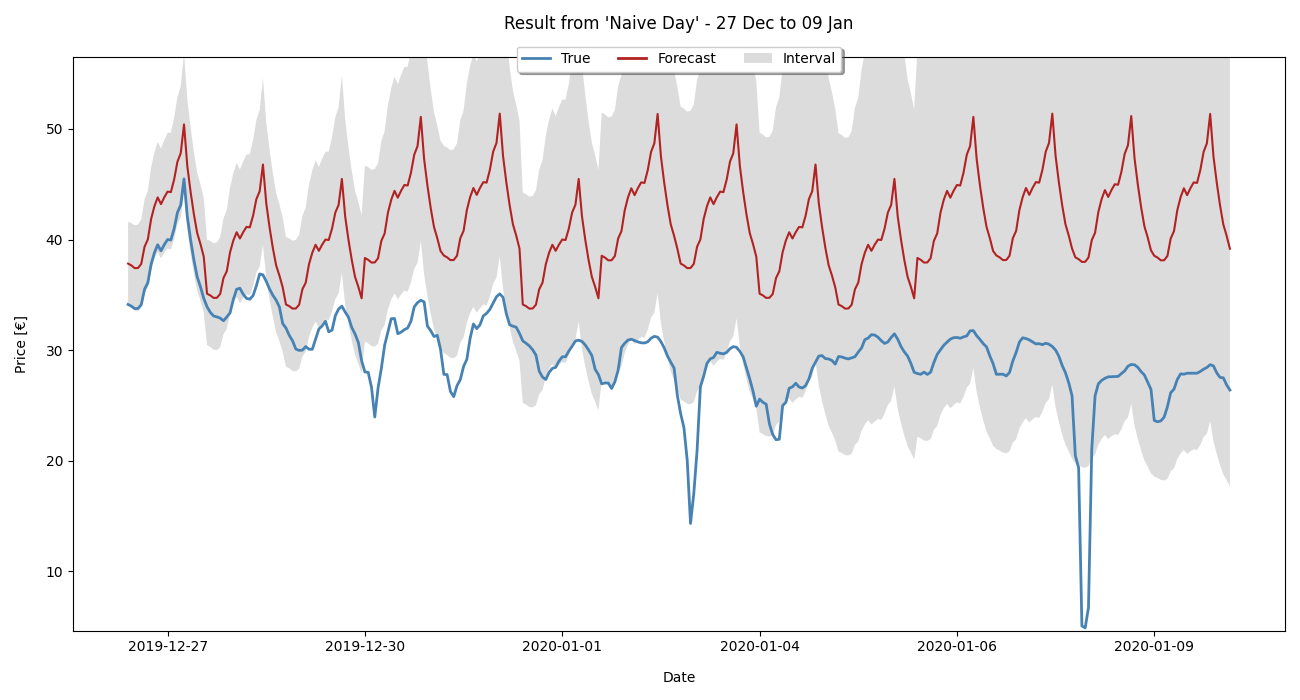 Result from 'Naive Day' - 27 Dec to 09 Jan
True Forecast Interval
Price [€]
50
40
30
20
10
2019-12-27 2019-12-30 2020-01-01 2020-01-04 2020-01-06 2020-01-09
Date